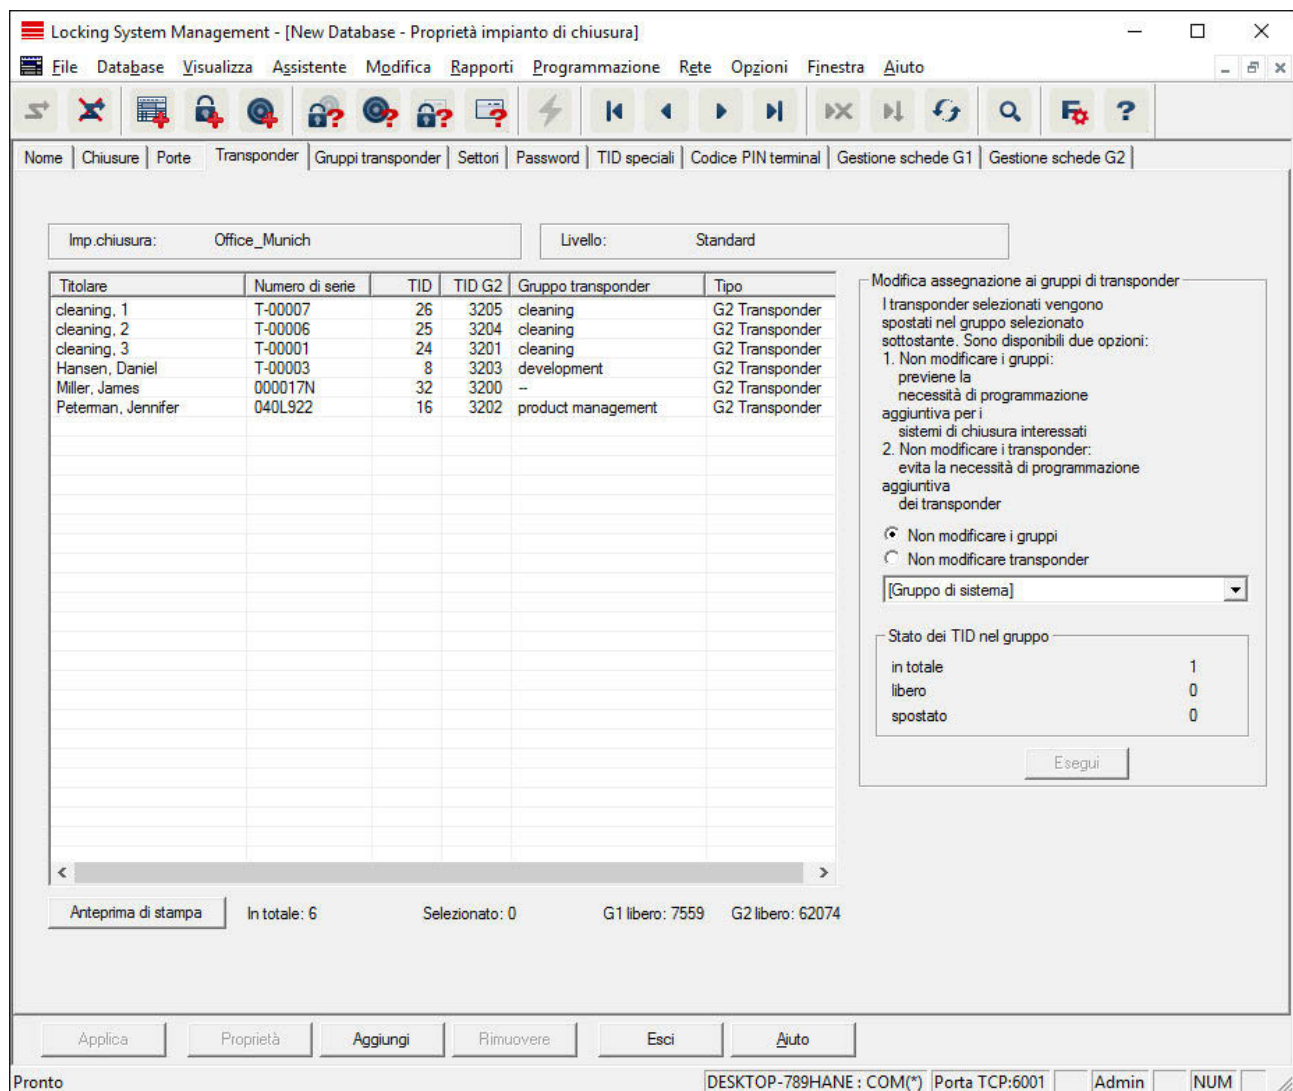 Locking System Management - [New Database - Proprietà impianto di chiusura]
File Database Visualizza Assistente Modifica Rapporti Programmazione Rete Opzioni Finestra Aiuto
Nome Chiusure Porte Transponder Gruppi transponder Settori Password TID speciali Codice PIN terminal Gestione schede G1 Gestione schede G2
Imp.chiusura: Office_Munich Livello: Standard
Titolare Numero di serie TID TID G2 Gruppo transponder Tipo
cleaning, 1 T-00007 26 3205 cleaning G2 Transponder
cleaning, 2 T-00006 25 3204 cleaning G2 Transponder
cleaning, 3 T-00001 24 3201 cleaning G2 Transponder
Hansen, Daniel T-00003 8 3203 development G2 Transponder
Miller, James 000017N 32 3200 -- G2 Transponder
Peterman, Jennifer 040L922 16 3202 product management G2 Transponder
Modifica assegnazione ai gruppi di transponder
I transponder selezionati vengono
spostati nel gruppo selezionato
sottostante. Sono disponibili due opzioni:
1. Non modificare i gruppi:
previene la
necessità di programmazione
aggiuntiva per i
sistemi di chiusura interessati
2. Non modificare i transponder:
evita la necessità di programmazione
aggiuntiva
dei transponder
Non modificare i gruppi
Non modificare transponder
[Gruppo di sistema]
Stato dei TID nel gruppo
in totale 1
libero 0
spostato 0
Esegui
Anteprima di stampa In totale: 6 Selezionato: 0 G1 libero: 7559 G2 libero: 62074
Applica Proprietà Aggiungi Rimuovere Esci Aiuto
Pronto DESKTOP-789HANE : COM(*) Porta TCP:6001 Admin NUM